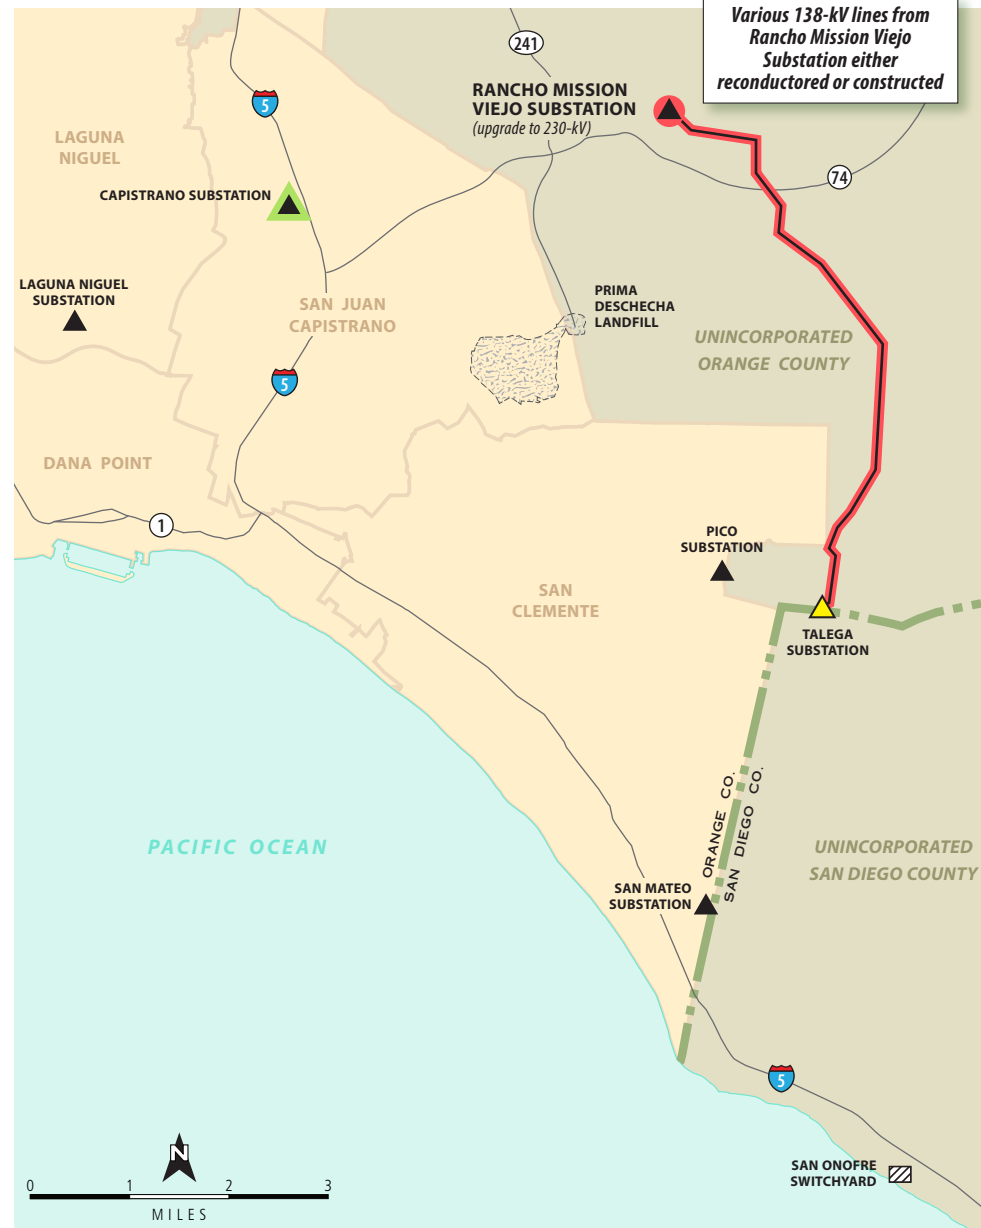 Various 138-kV lines from
Rancho Mission Viejo
Substation either
reconductored or constructed
241
RANCHO MISSION
VIEJO SUBSTATION
(upgrade to 230-kV)
5
LAGUNA
NIGUEL
74
CAPISTRANO SUBSTATION
LAGUNA NIGUEL
SUBSTATION
SAN JUAN
CAPISTRANO
PRIMA
DESCHECHA
LANDFILL
UNINCORPORATED
ORANGE COUNTY
5
DANA POINT
1
PICO
SUBSTATION
SAN
CLEMENTE
TALEGA
SUBSTATION
ORANGE CO.
SAN DIEGO CO.
PACIFIC OCEAN
UNINCORPORATED
SAN DIEGO COUNTY
SAN MATEO
SUBSTATION
5
N
SAN ONOFRE
SWITCHYARD
0 1 2 3
MILES